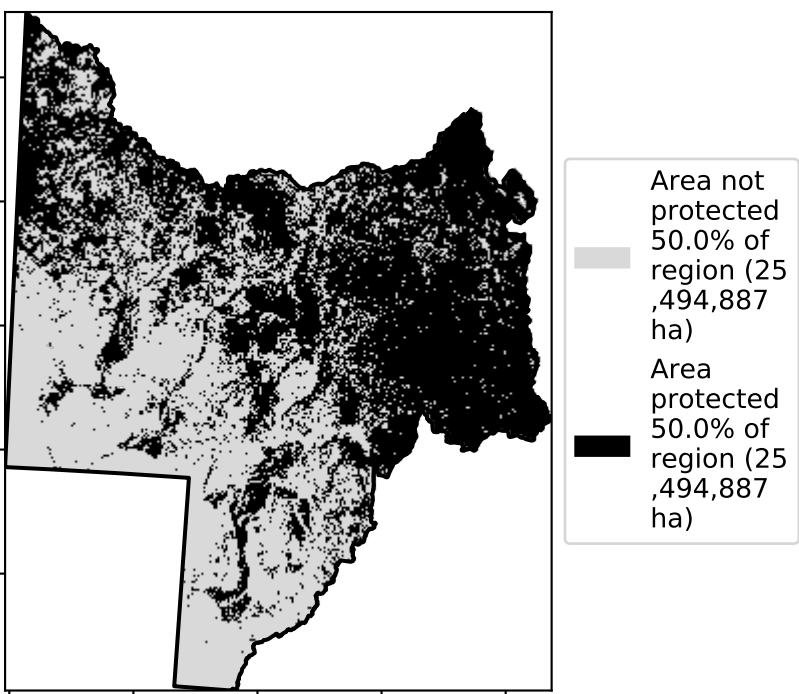 Area not
protected
50.0% of
region (25
,494,887
ha)
Area
protected
50.0% of
region (25
,494,887
ha)